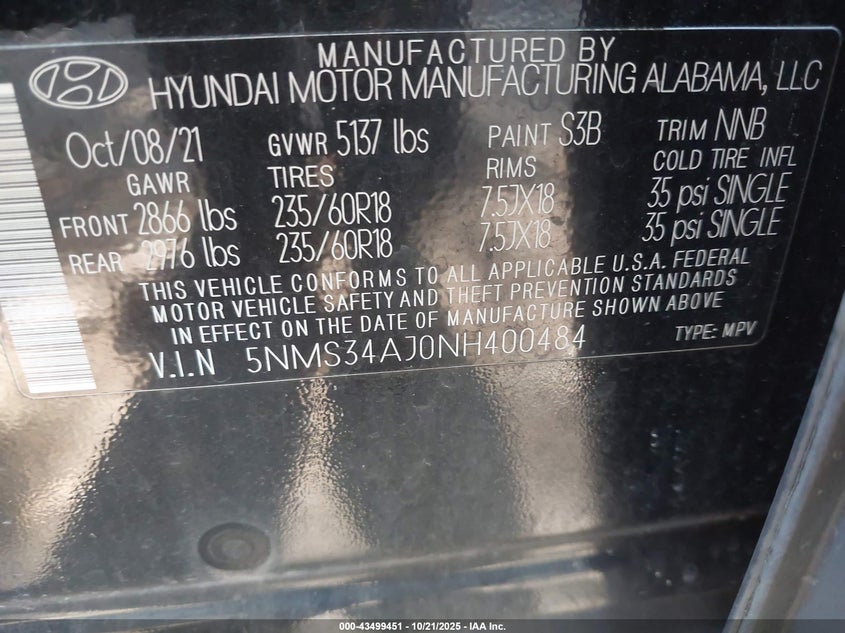 MANUFACTURED BY
HYUNDAI MOTOR MANUFACTURING ALABAMA, LLC
Oct/08/21 GVWR 5137 lbs PAINT S3B TRIM NNB
GAWR TIRES RIMS COLD TIRE INFL
FRONT 2866 lbs 235/60R18 7.5JX18 35 psi SINGLE
REAR 2976 lbs 235/60R18 7.5JX18 35 psi SINGLE
THIS VEHICLE CONFORMS TO ALL APPLICABLE U.S.A. FEDERAL
MOTOR VEHICLE SAFETY AND THEFT PREVENTION STANDARDS
IN EFFECT ON THE DATE OF MANUFACTURE SHOWN ABOVE
V.I.N 5NMS34AJ0NH400484 TYPE: MPV
000-43499451 - 10/21/2025 - IAA Inc.